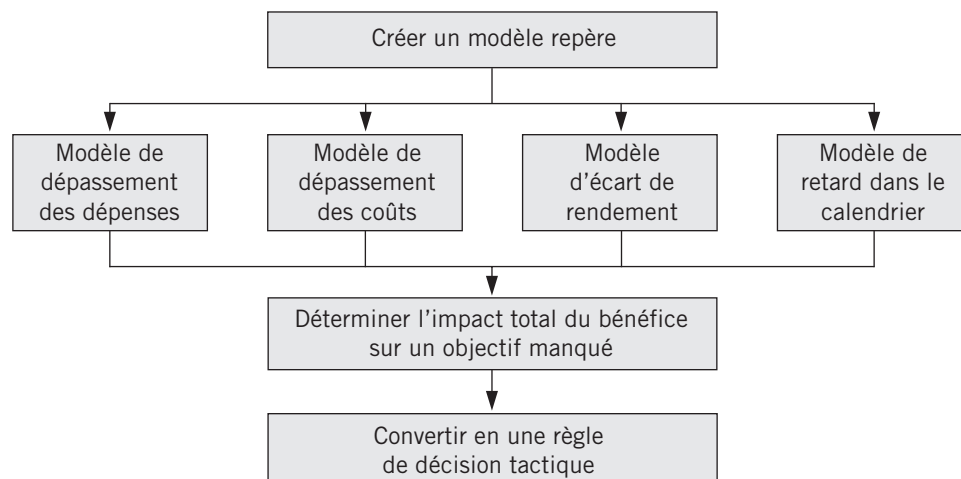 Créer un modèle repère
Modèle de
dépassement
des dépenses
Modèle de
dépassement
des coûts
Modèle
d'écart de
rendement
Modèle de
retard dans le
calendrier
Déterminer l'impact total du bénéfice
sur un objectif manqué
Convertir en une règle
de décision tactique